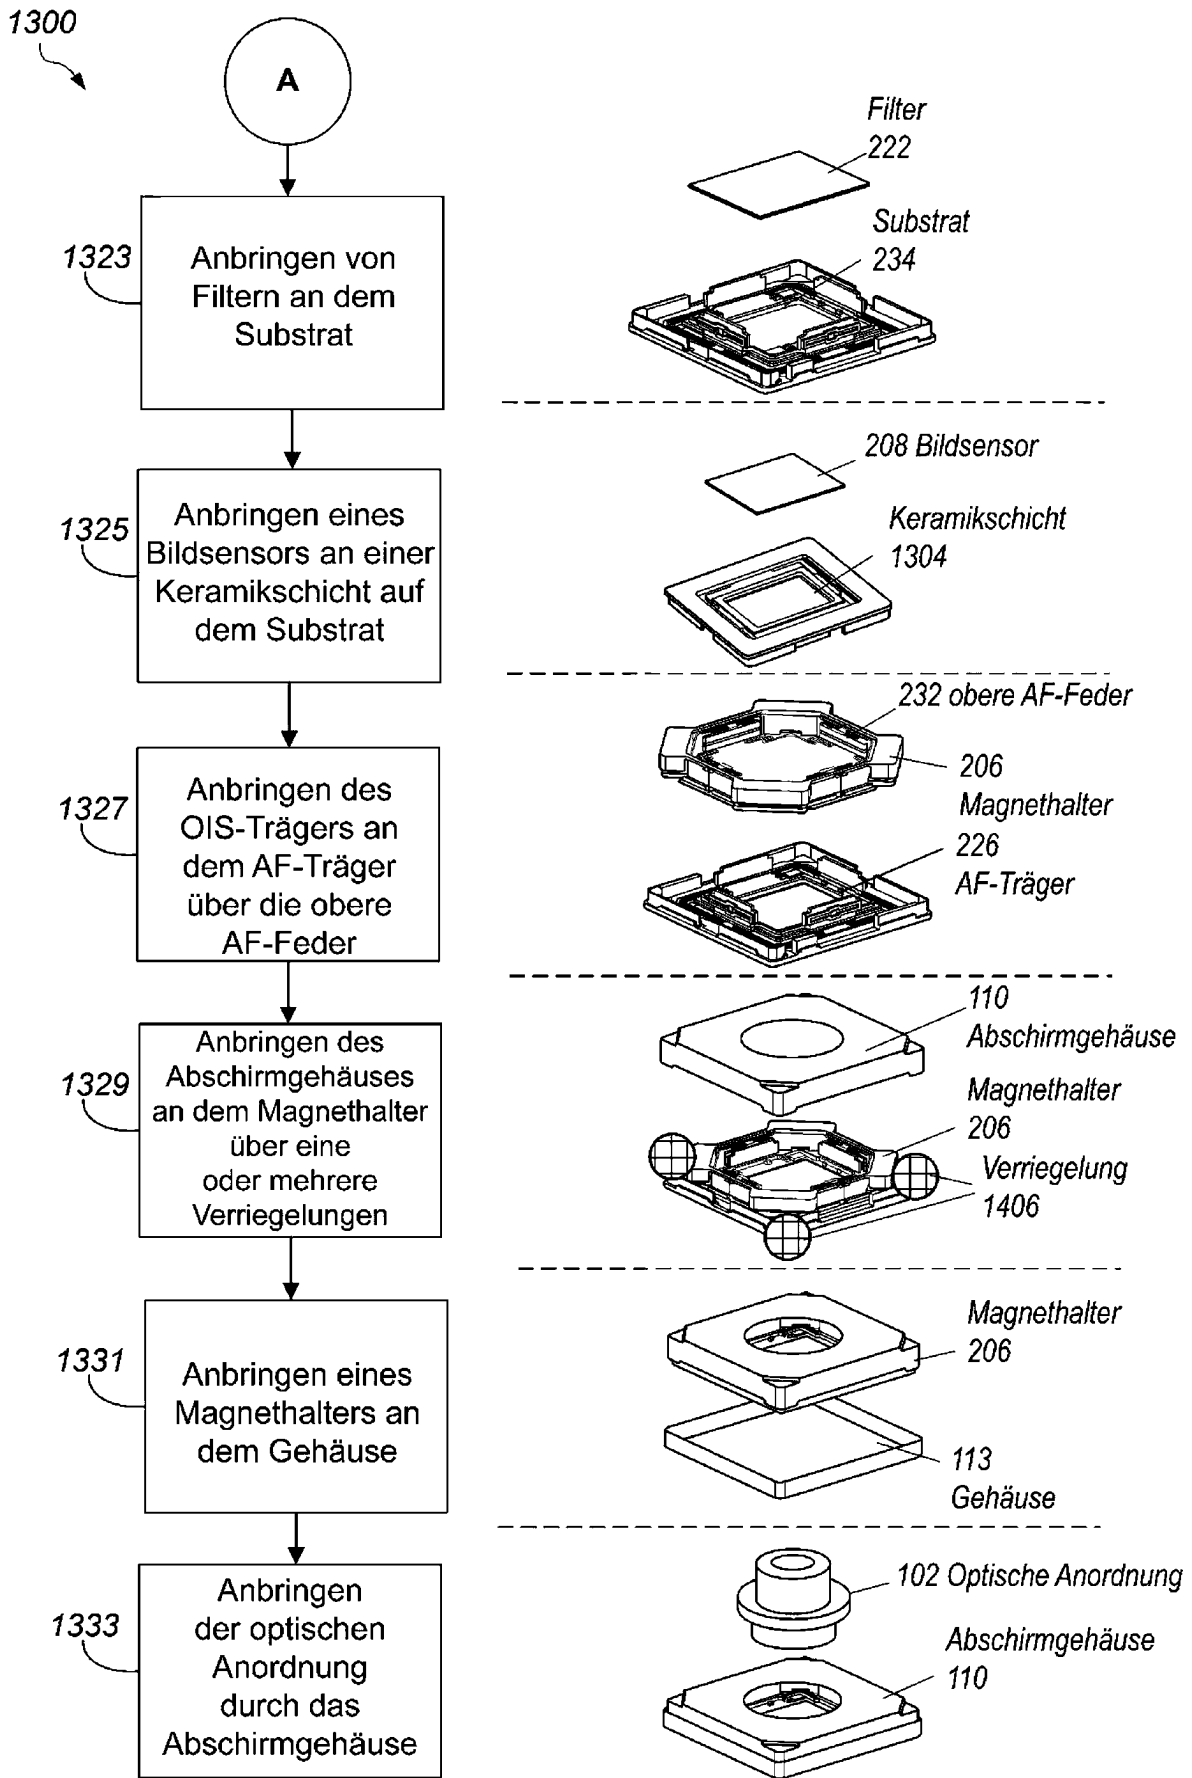 1300
A
Filter
222
Substrat
234
1323
Anbringen von
Filtern an dem
Substrat
208 Bildsensor
Keramikschicht
1304
1325
Anbringen eines
Bildsensors an einer
Keramikschicht auf
dem Substrat
232 obere AF-Feder
206
Magnethalter
226
AF-Träger
1327
Anbringen des
OIS-Trägers an
dem AF-Träger
über die obere
AF-Feder
110
Abschirmgehäuse
Magnethalter
206
Verriegelung
1406
1329
Anbringen des
Abschirmgehäuses
an dem Magnethalter
über eine
oder mehrere
Verriegelungen
Magnethalter
206
113
Gehäuse
1331
Anbringen eines
Magnethalters an
dem Gehäuse
102 Optische Anordnung
Abschirmgehäuse
110
1333
Anbringen
der optischen
Anordnung
durch das
Abschirmgehäuse